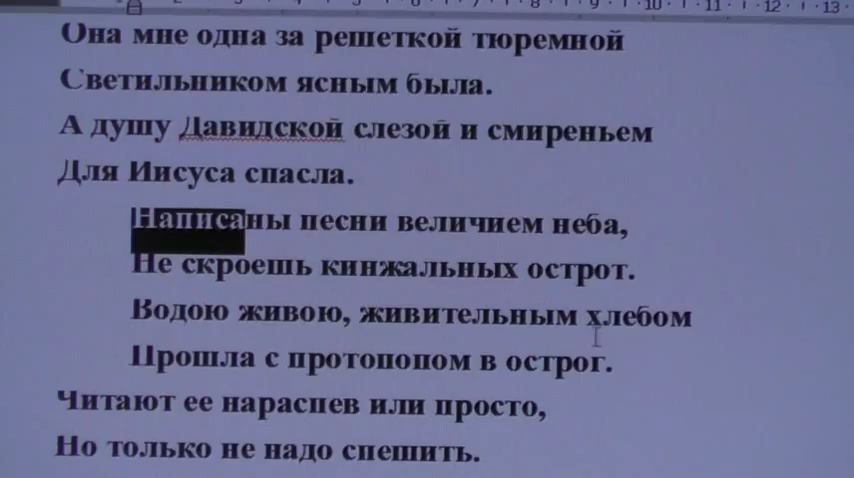 Она мне одна за решеткой тюремной
Светильником ясным была.
А душу Давидской слезой и смиреньем
Для Иисуса спасла.
Написаны песни величием неба,
Не скроешь кинжальных острот.
Водою живою, живительным хлебом
Прошла с протопопом в острог.
Читают ее нараспев или просто,
Но только не надо спешить.